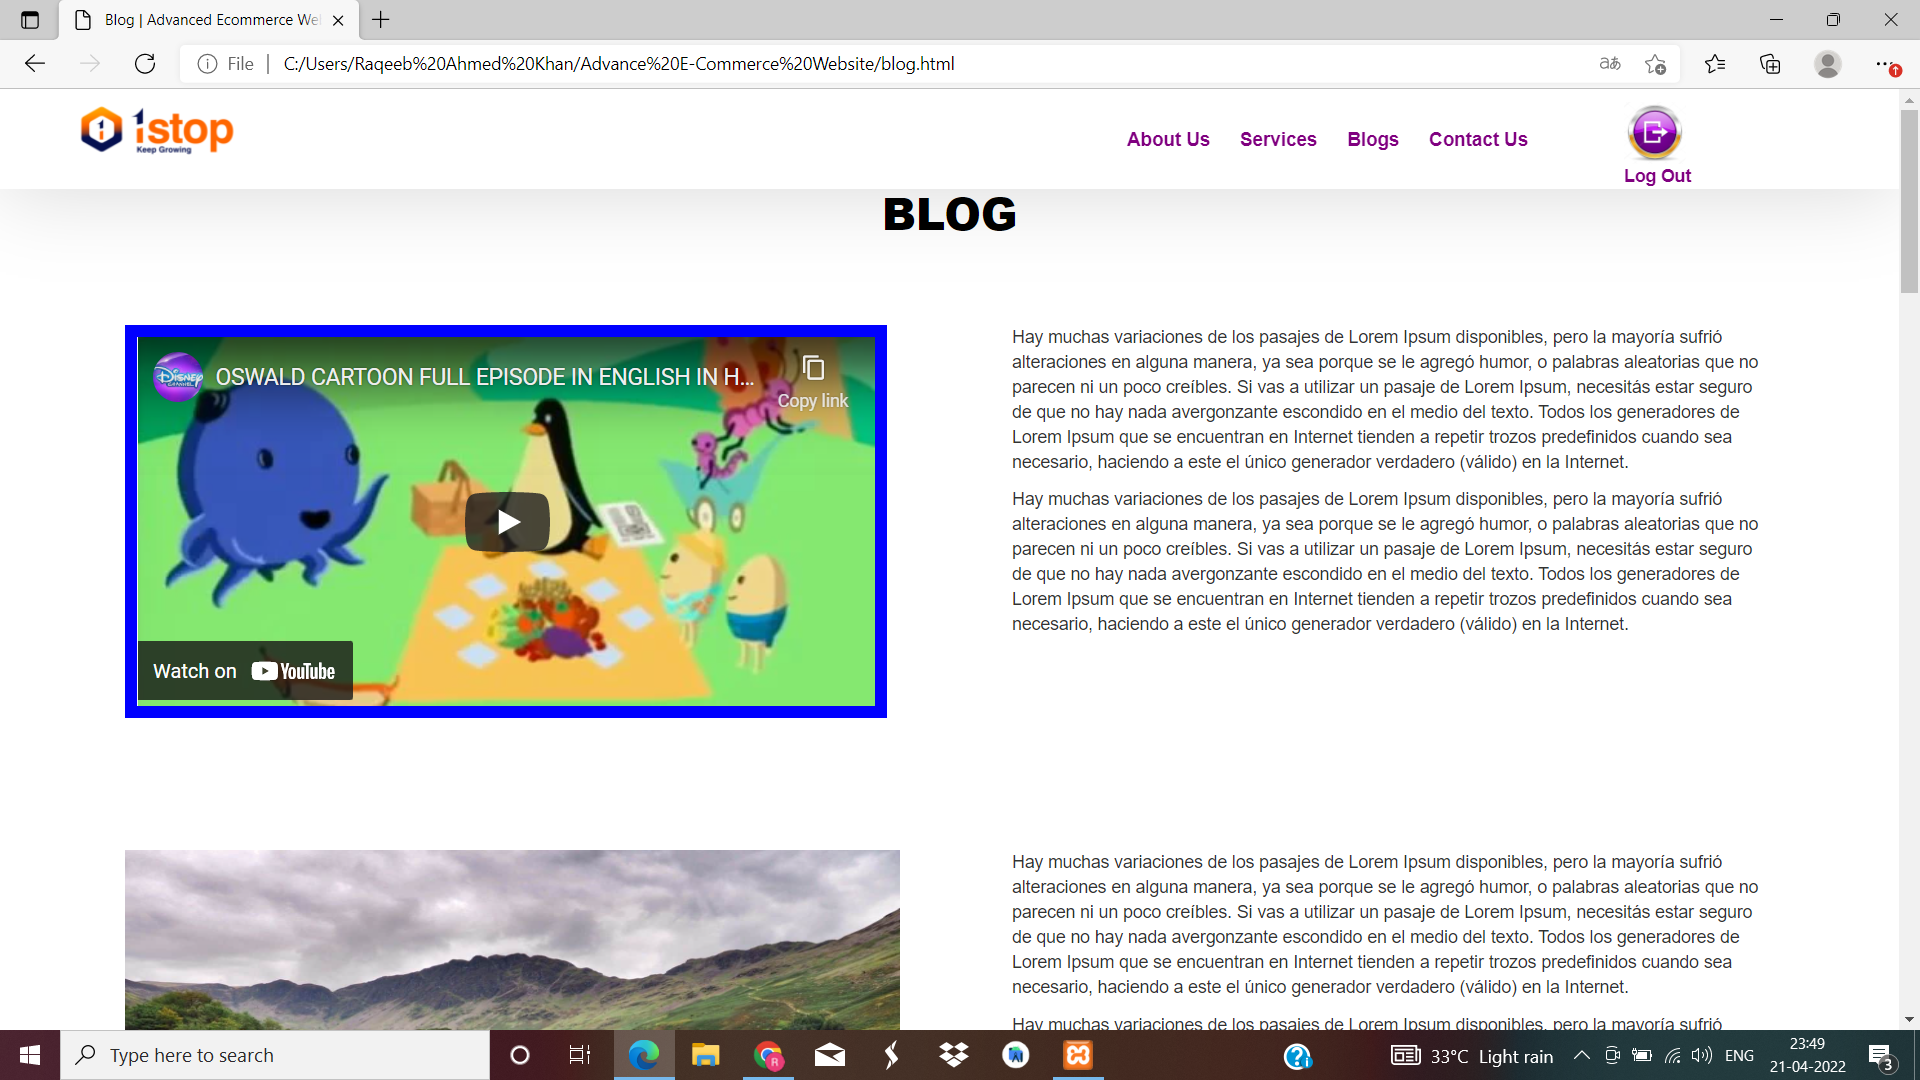 Blog | Advanced Ecommerce We
File
C:/Users/Raqeeb%20Ahmed%20Khan/Advance%20E-Commerce%20Website/blog.html
1stop
Keep Growing
About Us
Services
Blogs
Contact Us
Log Out
BLOG
Disney
CHANNEL
OSWALD CARTOON FULL EPISODE IN ENGLISH IN H...
Copy link
Watch on YouTube
Hay muchas variaciones de los pasajes de Lorem Ipsum disponibles, pero la mayoría sufrió
alteraciones en alguna manera, ya sea porque se le agregó humor, o palabras aleatorias que no
parecen ni un poco creíbles. Si vas a utilizar un pasaje de Lorem Ipsum, necesitás estar seguro
de que no hay nada avergonzante escondido en el medio del texto. Todos los generadores de
Lorem Ipsum que se encuentran en Internet tienden a repetir trozos predefinidos cuando sea
necesario, haciendo a este el único generador verdadero (válido) en la Internet.
Hay muchas variaciones de los pasajes de Lorem Ipsum disponibles, pero la mayoría sufrió
alteraciones en alguna manera, ya sea porque se le agregó humor, o palabras aleatorias que no
parecen ni un poco creíbles. Si vas a utilizar un pasaje de Lorem Ipsum, necesitás estar seguro
de que no hay nada avergonzante escondido en el medio del texto. Todos los generadores de
Lorem Ipsum que se encuentran en Internet tienden a repetir trozos predefinidos cuando sea
necesario, haciendo a este el único generador verdadero (válido) en la Internet.
Hay muchas variaciones de los pasajes de Lorem Ipsum disponibles, pero la mayoría sufrió
alteraciones en alguna manera, ya sea porque se le agregó humor, o palabras aleatorias que no
parecen ni un poco creíbles. Si vas a utilizar un pasaje de Lorem Ipsum, necesitás estar seguro
de que no hay nada avergonzante escondido en el medio del texto. Todos los generadores de
Lorem Ipsum que se encuentran en Internet tienden a repetir trozos predefinidos cuando sea
necesario, haciendo a este el único generador verdadero (válido) en la Internet.
Hay muchas variaciones de los pasajes de Lorem Ipsum disponibles, pero la mayoría sufrió
Type here to search
33°C Light rain
ENG
23:49
21-04-2022
3